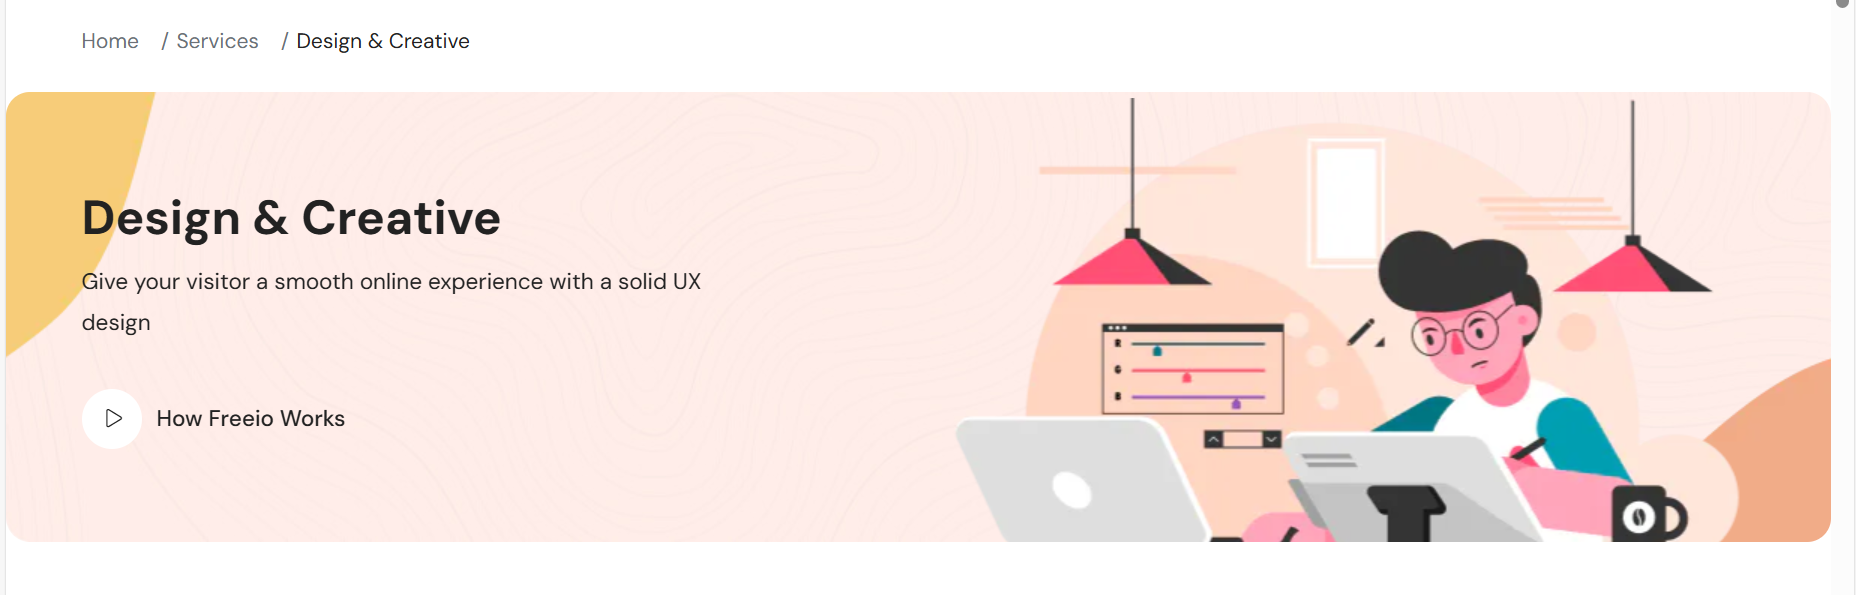 Home / Services / Design & Creative
Design & Creative
Give your visitor a smooth online experience with a solid UX
design
How Freeio Works
R
G
B